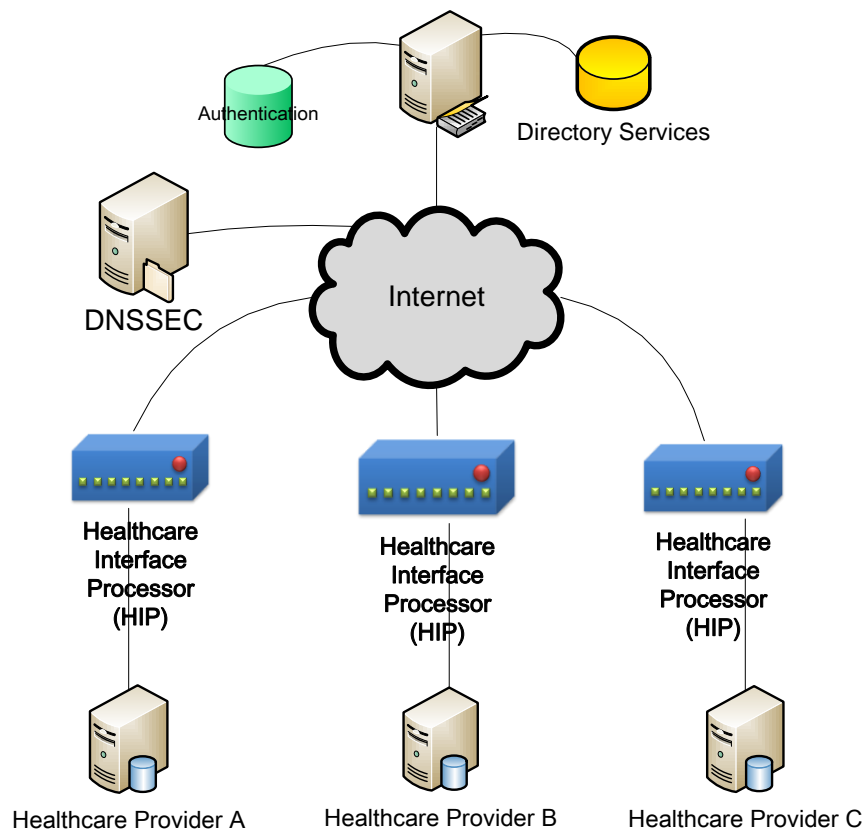 Authentication
Directory Services
DNSSEC
Internet
Healthcare
Interface
Processor
(HIP)
Healthcare
Interface
Processor
(HIP)
Healthcare
Interface
Processor
(HIP)
Healthcare Provider A
Healthcare Provider B
Healthcare Provider C